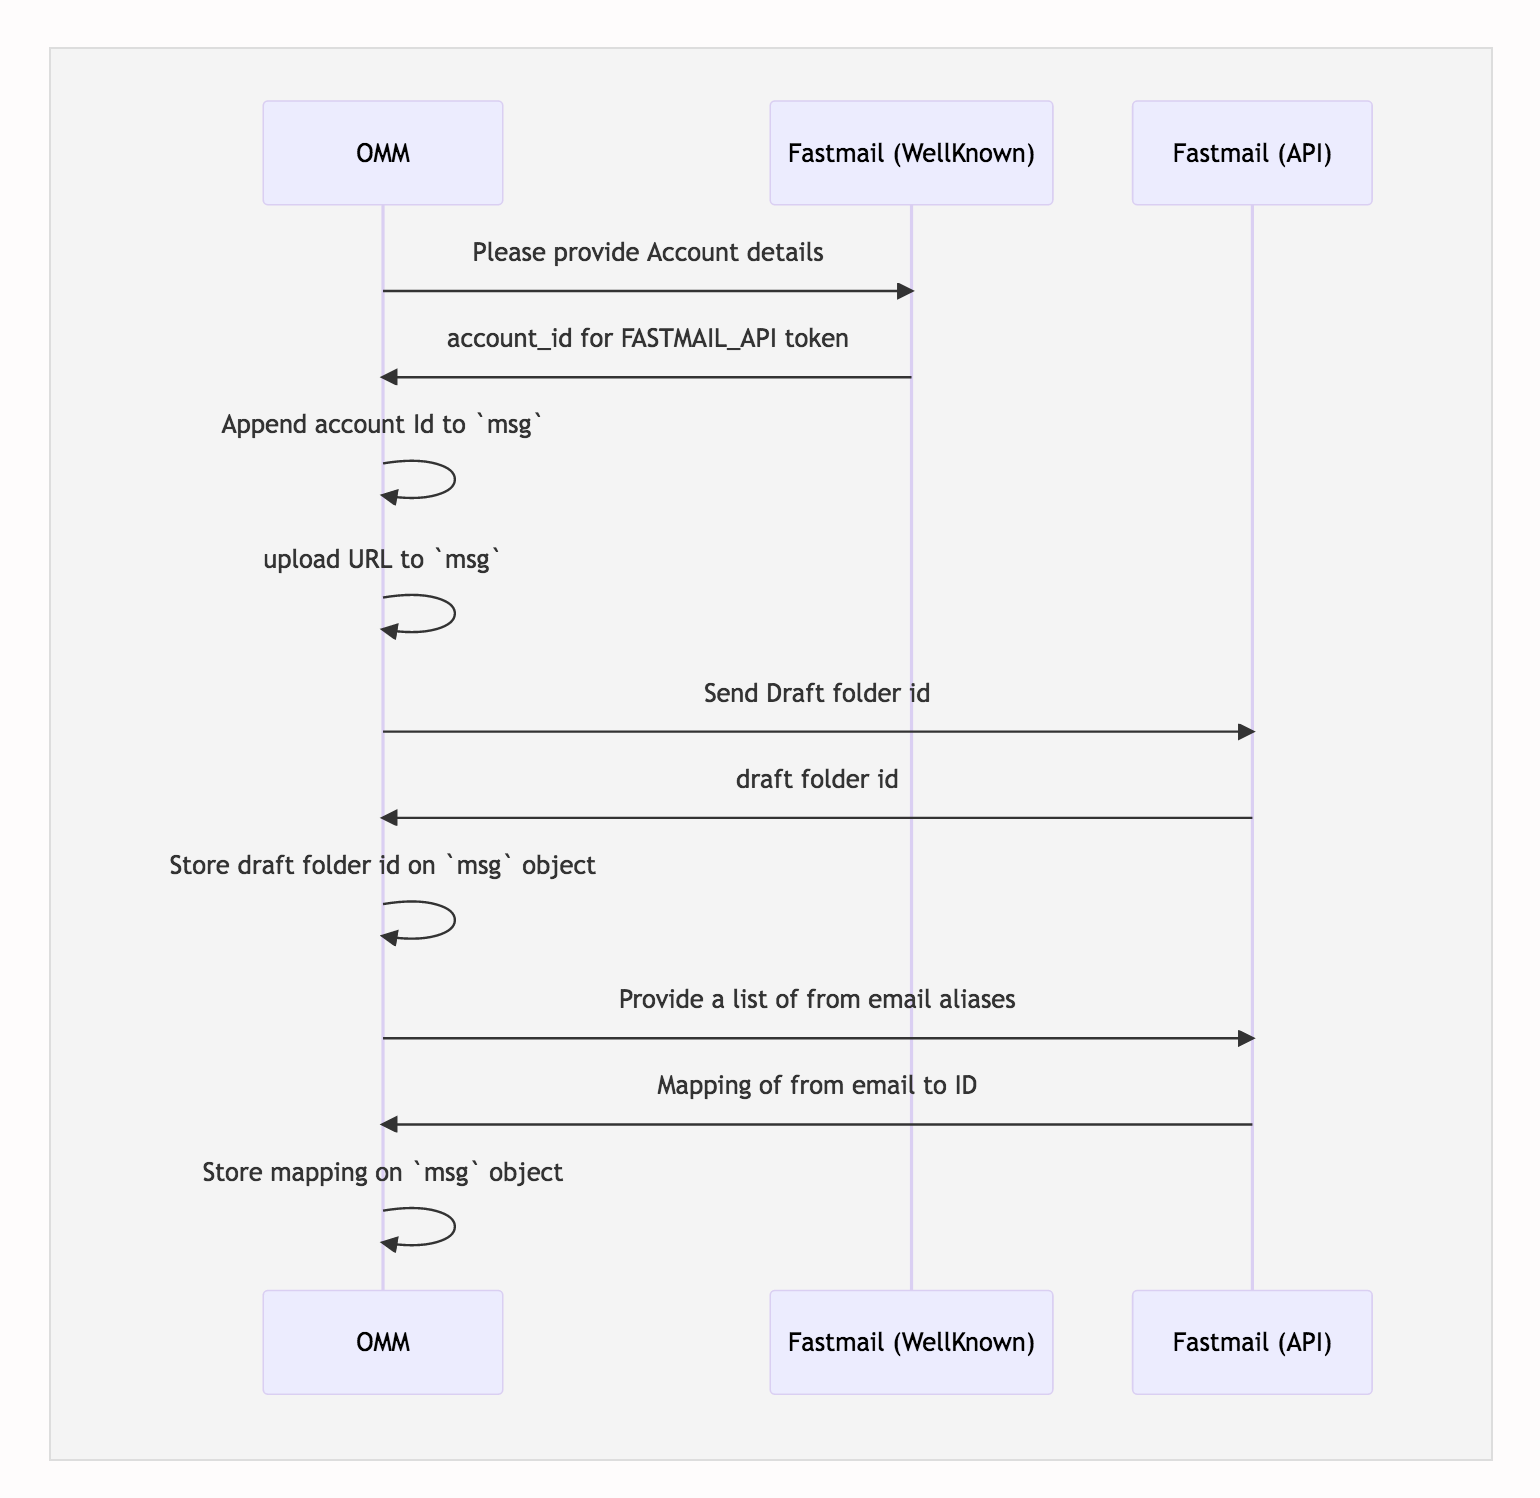 OMM
Fastmail (WellKnown)
Fastmail (API)
Please provide Account details
account_id for FASTMAIL_API token
Append account Id to `msg`
upload URL to `msg`
Send Draft folder id
draft folder id
Store draft folder id on `msg` object
Provide a list of from email aliases
Mapping of from email to ID
Store mapping on `msg` object
OMM
Fastmail (WellKnown)
Fastmail (API)